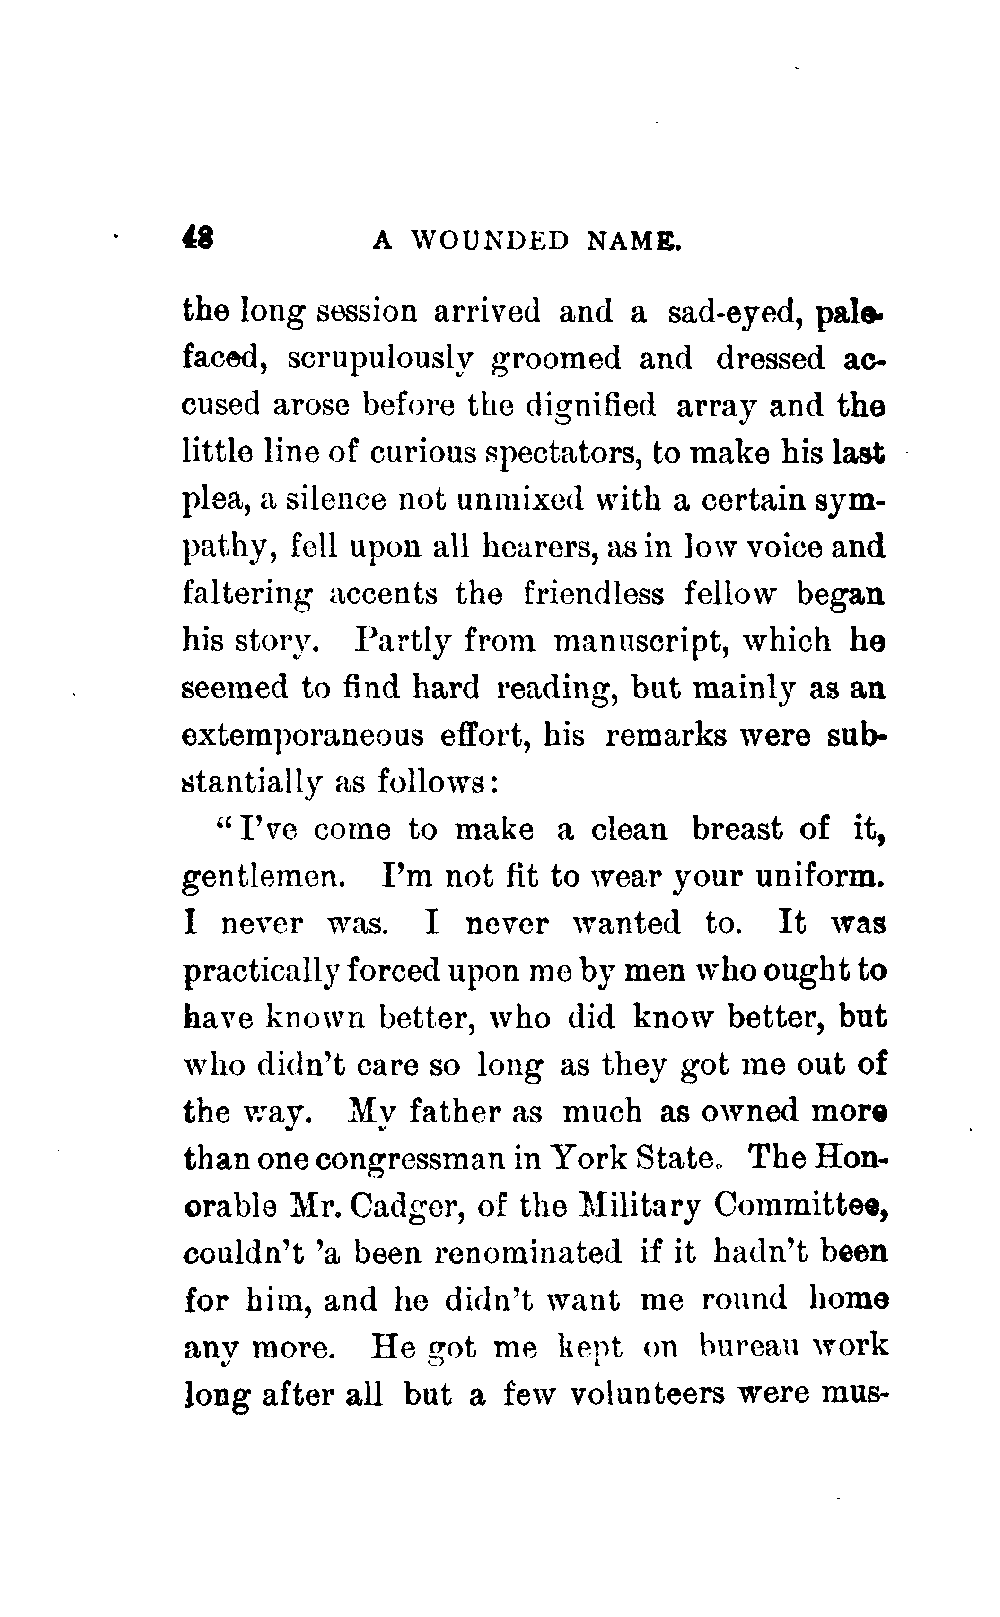 48 A WOUNDED NAME.
the long session arrived and a sad-eyed, pale-
faced, scrupulously groomed and dressed ac-
cused arose before the dignified array and the
little line of curious spectators, to make his last
plea, a silence not unmixed with a certain sym-
pathy, fell upon all hearers, as in low voice and
faltering accents the friendless fellow began
his story. Partly from manuscript, which he
seemed to find hard reading, but mainly as an
extemporaneous effort, his remarks were sub-
stantially as follows:
"I've come to make a clean breast of it,
gentlemen. I'm not fit to wear your uniform.
I never was. I never wanted to. It was
practically forced upon me by men who ought to
have known better, who did know better, but
who didn't care so long as they got me out of
the way. My father as much as owned more
than one congressman in York State. The Hon-
orable Mr. Cadger, of the Military Committee,
couldn't 'a been renominated if it hadn't been
for him, and he didn't want me round home
any more. He got me kept on bureau work
long after all but a few volunteers were mus-